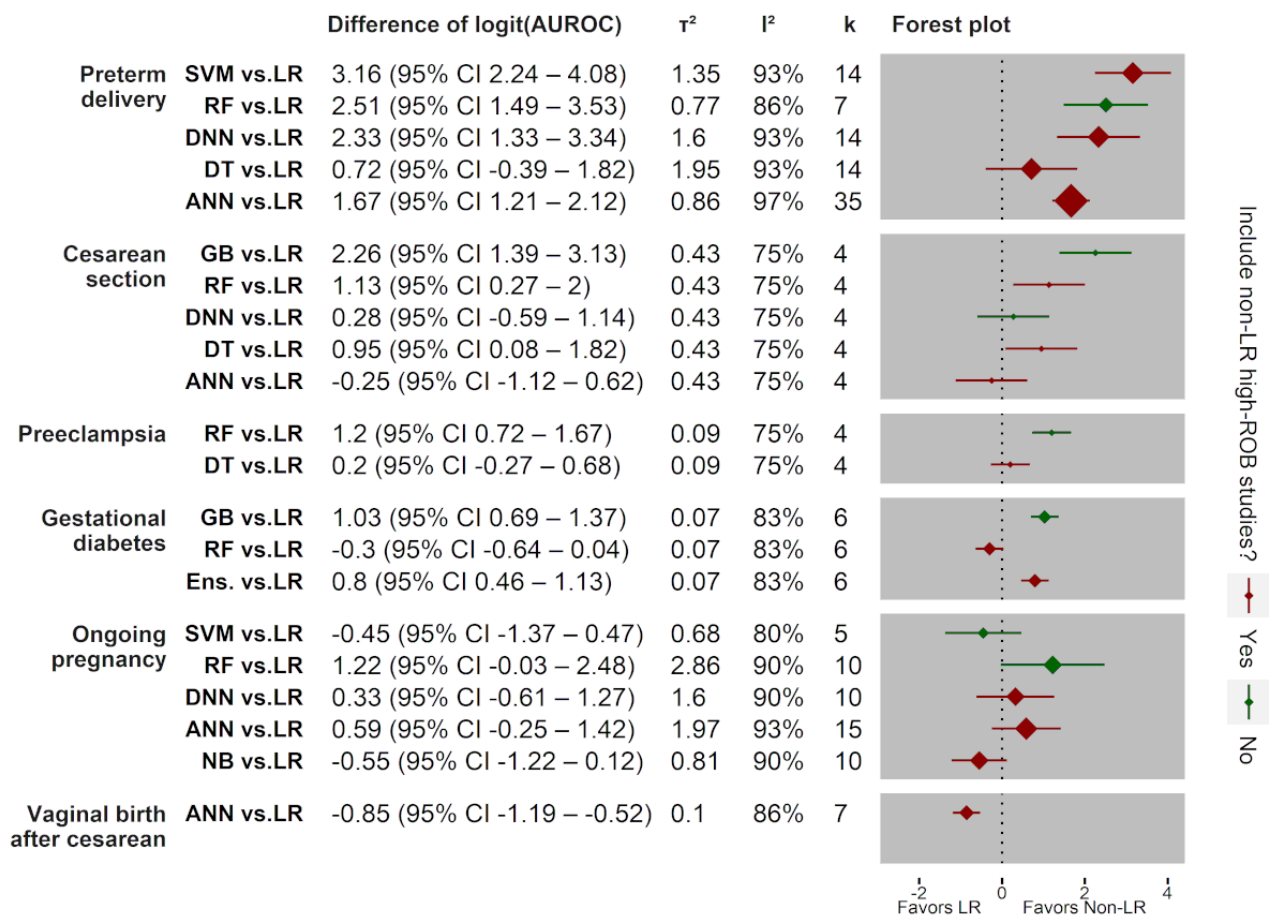 Difference of logit(AUROC) τ² I² k Forest plot
Preterm delivery SVM vs.LR 3.16 (95% CI 2.24 – 4.08) 1.35 93% 14
RF vs.LR 2.51 (95% CI 1.49 – 3.53) 0.77 86% 7
DNN vs.LR 2.33 (95% CI 1.33 – 3.34) 1.6 93% 14
DT vs.LR 0.72 (95% CI -0.39 – 1.82) 1.95 93% 14
ANN vs.LR 1.67 (95% CI 1.21 – 2.12) 0.86 97% 35
Cesarean section GB vs.LR 2.26 (95% CI 1.39 – 3.13) 0.43 75% 4
RF vs.LR 1.13 (95% CI 0.27 – 2) 0.43 75% 4
DNN vs.LR 0.28 (95% CI -0.59 – 1.14) 0.43 75% 4
DT vs.LR 0.95 (95% CI 0.08 – 1.82) 0.43 75% 4
ANN vs.LR -0.25 (95% CI -1.12 – 0.62) 0.43 75% 4
Preeclampsia RF vs.LR 1.2 (95% CI 0.72 – 1.67) 0.09 75% 4
DT vs.LR 0.2 (95% CI -0.27 – 0.68) 0.09 75% 4
Gestational diabetes GB vs.LR 1.03 (95% CI 0.69 – 1.37) 0.07 83% 6
RF vs.LR -0.3 (95% CI -0.64 – 0.04) 0.07 83% 6
Ens. vs.LR 0.8 (95% CI 0.46 – 1.13) 0.07 83% 6
Ongoing pregnancy SVM vs.LR -0.45 (95% CI -1.37 – 0.47) 0.68 80% 5
RF vs.LR 1.22 (95% CI -0.03 – 2.48) 2.86 90% 10
DNN vs.LR 0.33 (95% CI -0.61 – 1.27) 1.6 90% 10
ANN vs.LR 0.59 (95% CI -0.25 – 1.42) 1.97 93% 15
NB vs.LR -0.55 (95% CI -1.22 – 0.12) 0.81 90% 10
Vaginal birth after cesarean ANN vs.LR -0.85 (95% CI -1.19 – -0.52) 0.1 86% 7
-2 0 2 4
Favors LR Favors Non-LR
Include non-LR high-ROB studies? Yes No